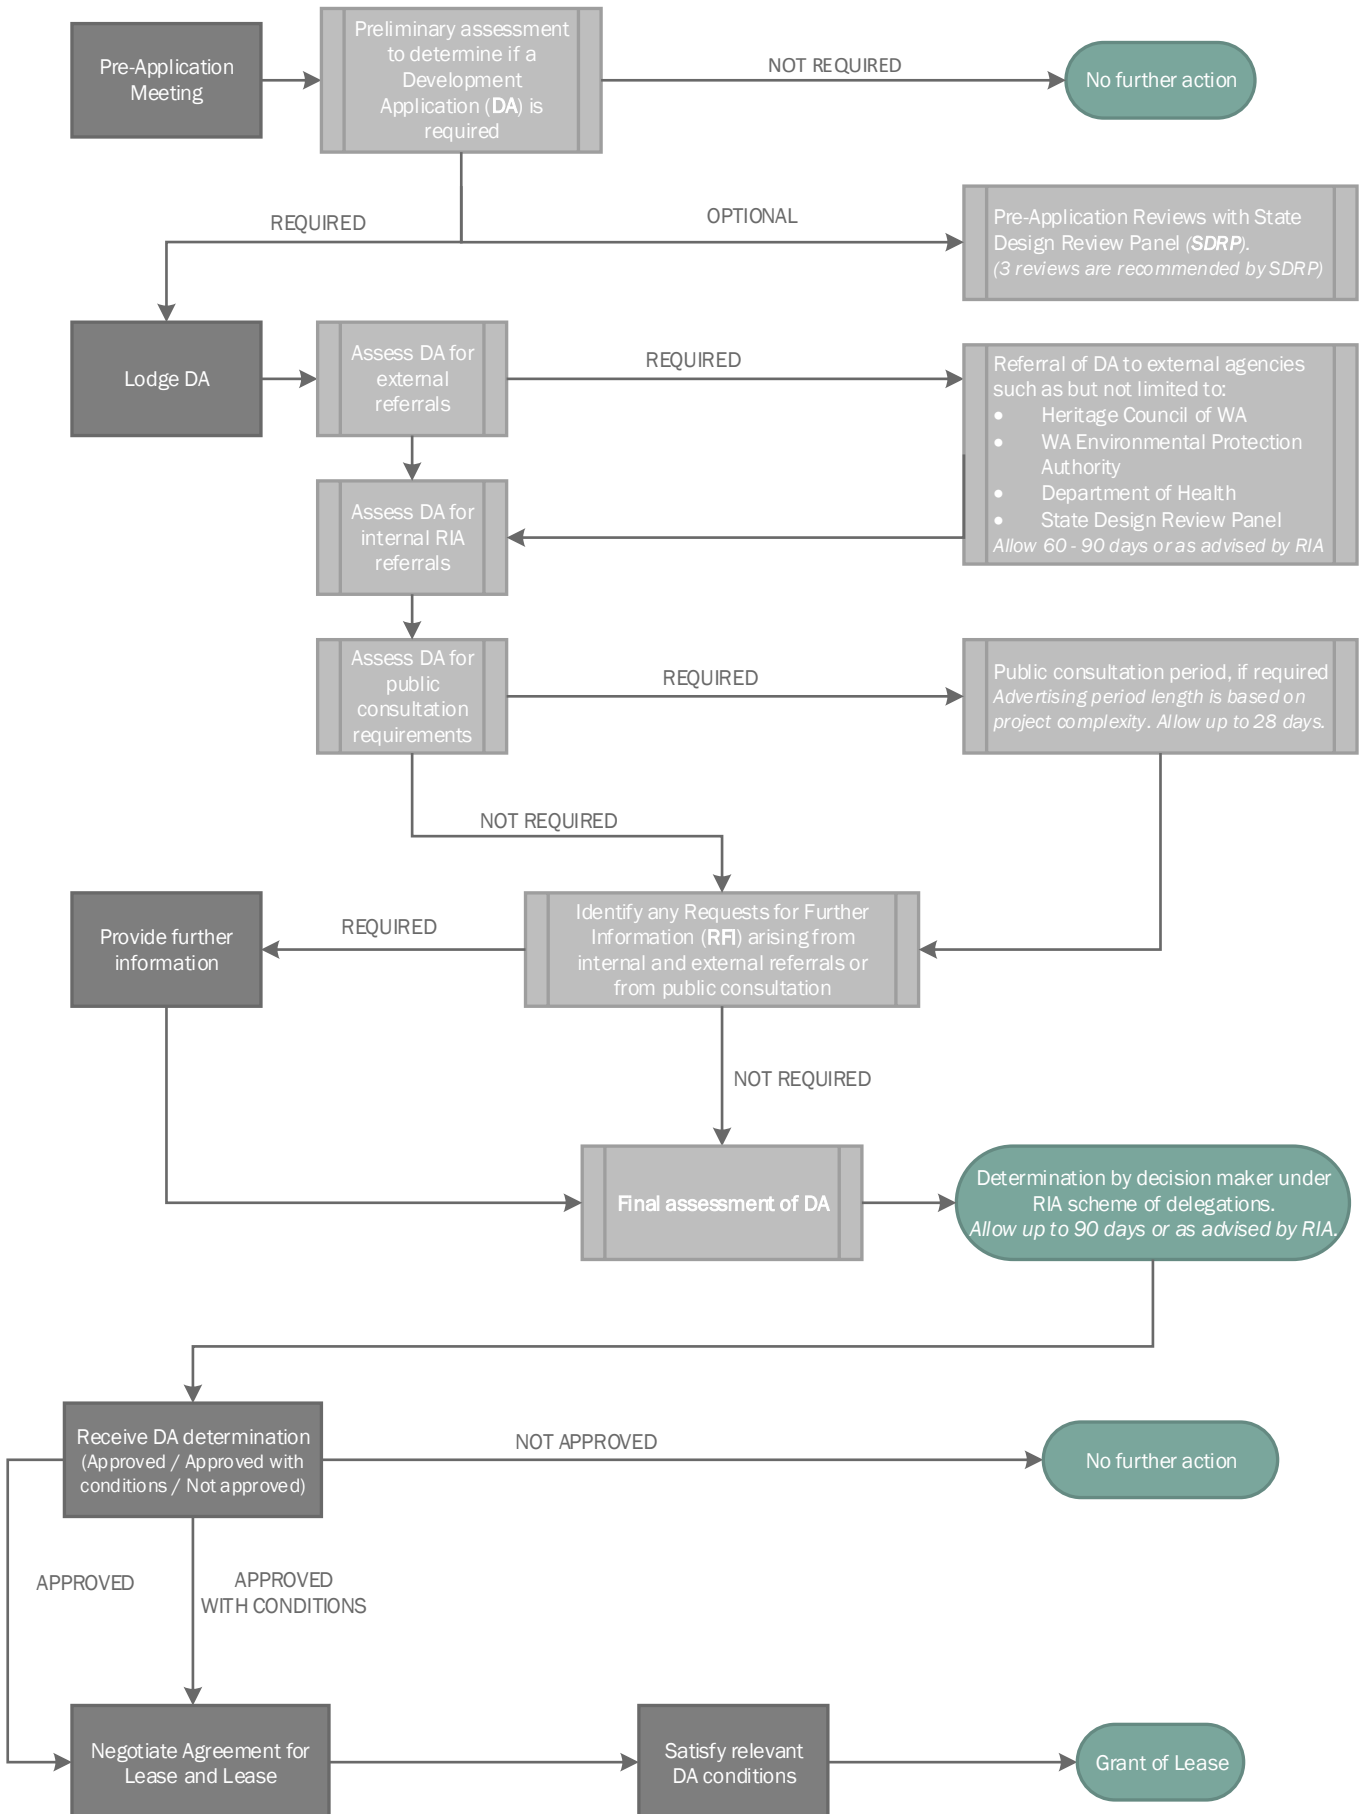 Pre-Application
Meeting
Preliminary assessment
to determine if a
Development
Application (DA) is
required
NOT REQUIRED
No further action
REQUIRED
OPTIONAL
Pre-Application Reviews with State
Design Review Panel (SDRP).
(3 reviews are recommended by SDRP)
Lodge DA
Assess DA for
external
referrals
REQUIRED
Referral of DA to external agencies
such as but not limited to:
• Heritage Council of WA
• WA Environmental Protection
Authority
• Department of Health
• State Design Review Panel
Allow 60 - 90 days or as advised by RIA
Assess DA for
internal RIA
referrals
Assess DA for
public
consultation
requirements
REQUIRED
Public consultation period, if required
Advertising period length is based on
project complexity. Allow up to 28 days.
NOT REQUIRED
Identify any Requests for Further
Information (RFI) arising from
internal and external referrals or
from public consultation
REQUIRED
Provide further
information
NOT REQUIRED
Final assessment of DA
Determination by decision maker under
RIA scheme of delegations.
Allow up to 90 days or as advised by RIA.
Receive DA determination
(Approved / Approved with
conditions / Not approved)
NOT APPROVED
No further action
APPROVED
APPROVED
WITH CONDITIONS
Negotiate Agreement for
Lease and Lease
Satisfy relevant
DA conditions
Grant of Lease